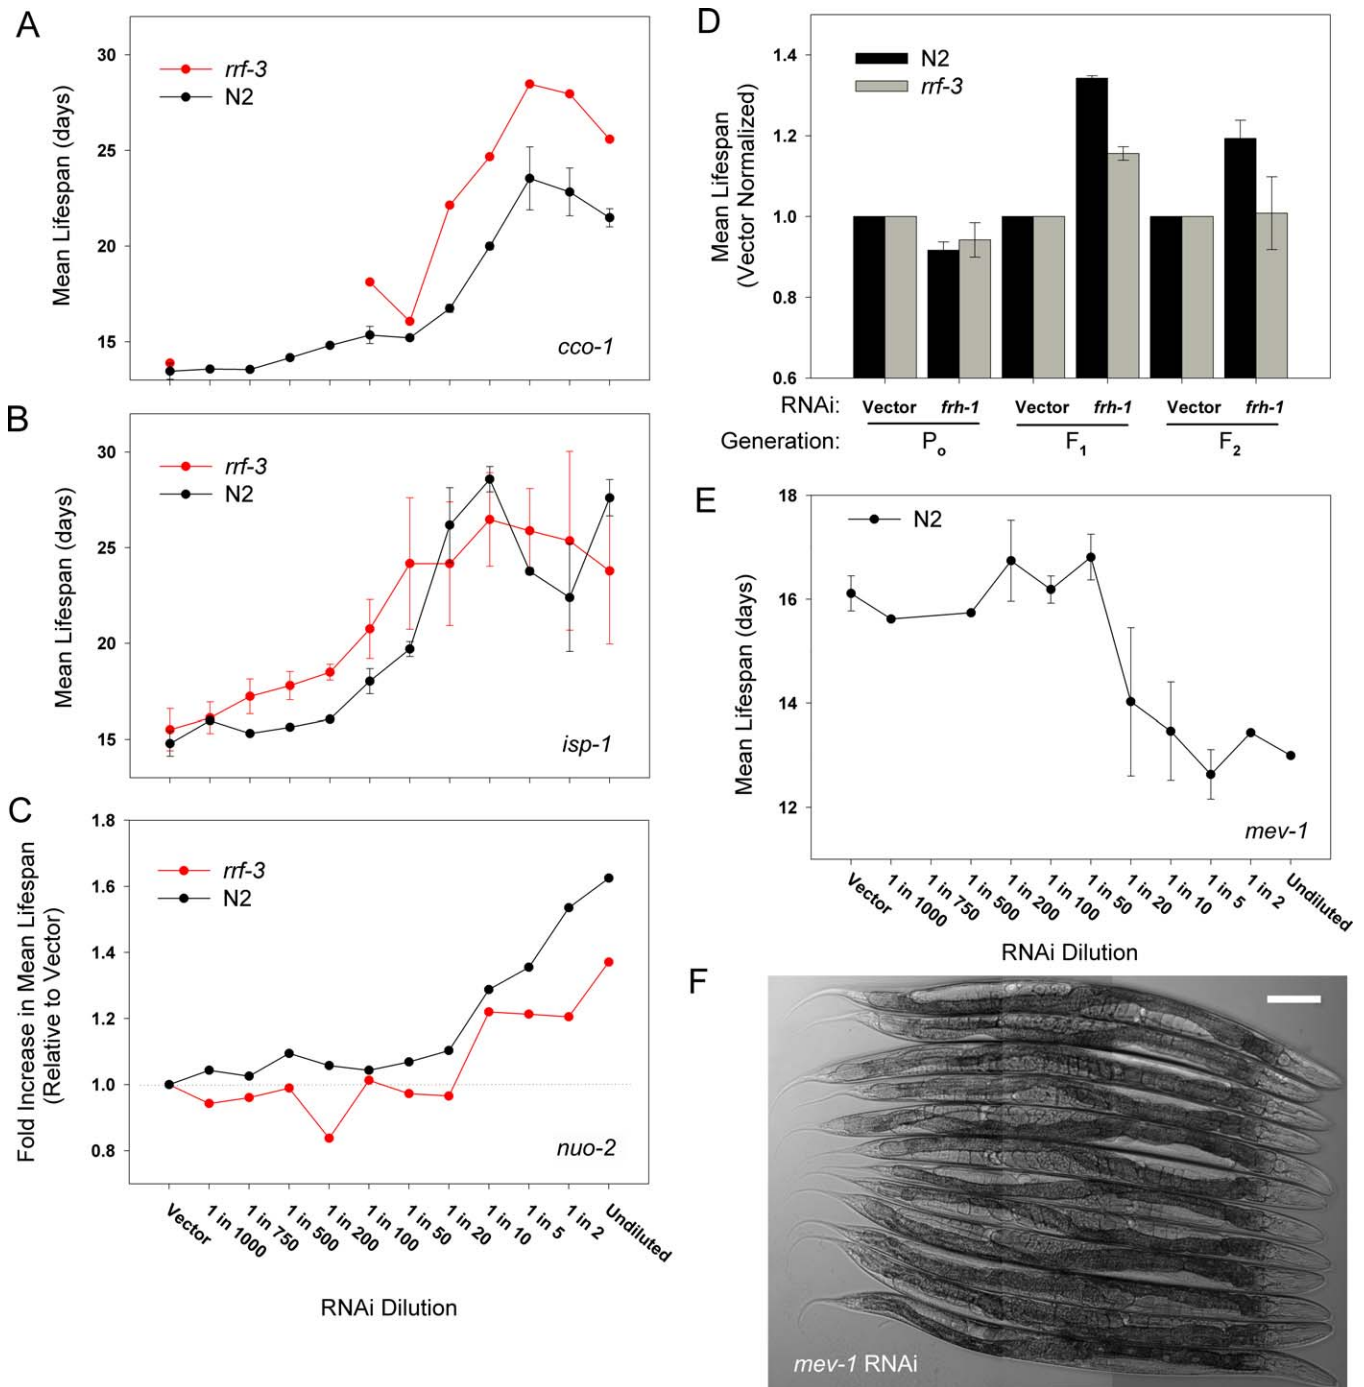 A
Mean Lifespan (days)
30
25
20
15
rrf-3
N2
cco-1
B
Mean Lifespan (days)
30
25
20
15
rrf-3
N2
isp-1
C
Fold Increase in Mean Lifespan
(Relative to Vector)
1.8
1.6
1.4
1.2
1.0
0.8
rrf-3
N2
nuo-2
Vector
1 in 1000
1 in 750
1 in 500
1 in 200
1 in 100
1 in 50
1 in 20
1 in 10
1 in 5
1 in 2
Undiluted
RNAi Dilution
D
Mean Lifespan
(Vector Normalized)
1.4
1.2
1.0
0.8
0.6
N2
rrf-3
RNAi: Vector frh-1 Vector frh-1 Vector frh-1
Generation: Po F1 F2
E
Mean Lifespan (days)
18
16
14
12
N2
mev-1
Vector
1 in 1000
1 in 750
1 in 500
1 in 200
1 in 100
1 in 50
1 in 20
1 in 10
1 in 5
1 in 2
Undiluted
RNAi Dilution
F
mev-1 RNAi